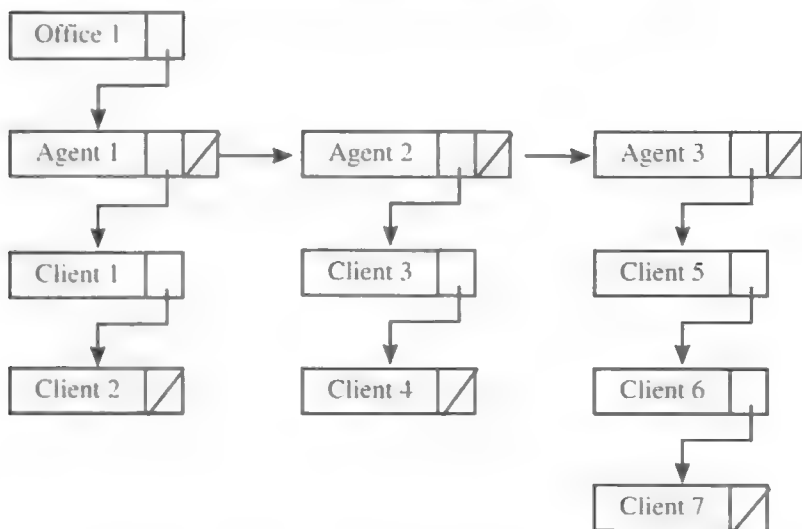 Office 1
Agent 1
Agent 2
Agent 3
Client 1
Client 3
Client 5
Client 2
Client 4
Client 6
Client 7